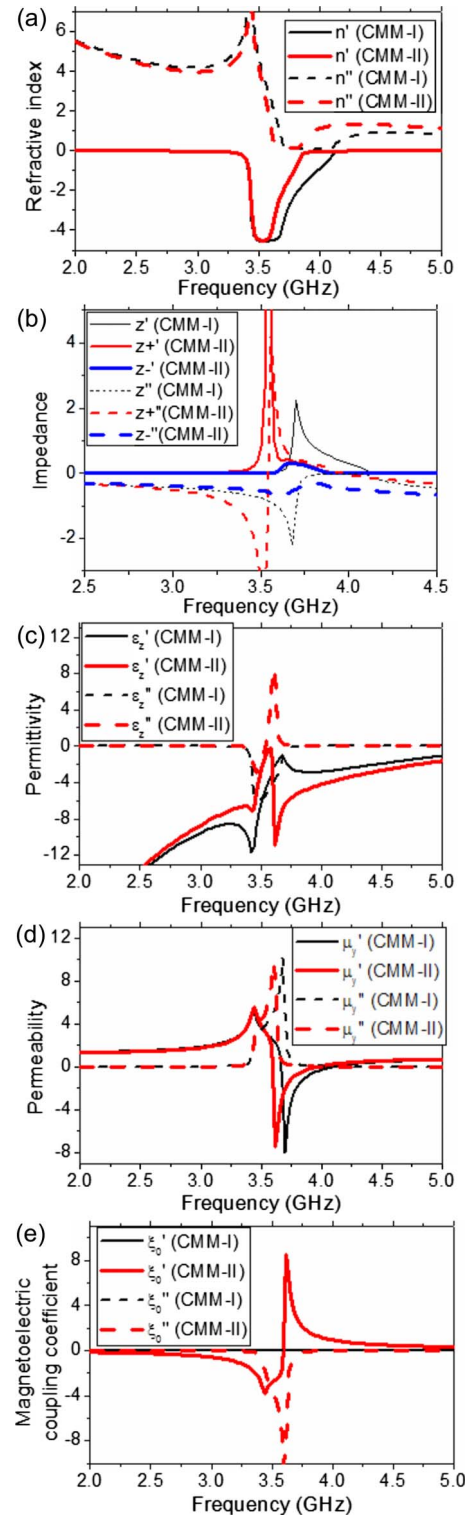 (a)
6
4
2
0
-2
-4
Refractive index
n' (CMM-I)
n' (CMM-II)
n'' (CMM-I)
n'' (CMM-II)
2.0 2.5 3.0 3.5 4.0 4.5 5.0
Frequency (GHz)
(b)
4
2
0
-2
Impedance
z' (CMM-I)
z+' (CMM-II)
z-' (CMM-II)
z'' (CMM-I)
z+''(CMM-II)
z-''(CMM-II)
2.5 3.0 3.5 4.0 4.5
Frequency (GHz)
(c)
12
8
4
0
-4
-8
-12
Permittivity
εz' (CMM-I)
εz' (CMM-II)
εz'' (CMM-I)
εz'' (CMM-II)
2.0 2.5 3.0 3.5 4.0 4.5 5.0
Frequency (GHz)
(d)
12
8
4
0
-4
-8
Permeability
μy' (CMM-I)
μy' (CMM-II)
μy'' (CMM-I)
μy'' (CMM-II)
2.0 2.5 3.0 3.5 4.0 4.5 5.0
Frequency (GHz)
(e)
8
4
0
-4
-8
Magnetoelectric
coupling coefficient
ξ0' (CMM-I)
ξ0' (CMM-II)
ξ0'' (CMM-I)
ξ0'' (CMM-II)
2.0 2.5 3.0 3.5 4.0 4.5 5.0
Frequency (GHz)